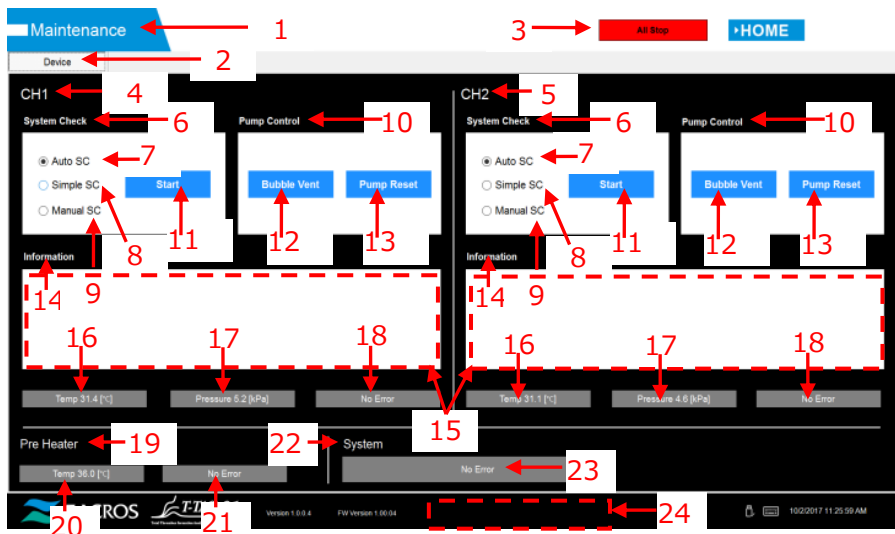 Maintenance
1
3
All Stop
HOME
Device
2
CH1
4
CH2
5
System Check
6
Pump Control
10
System Check
6
Pump Control
10
Auto SC
7
Auto SC
7
Simple SC
Start
Bubble Vent
Pump Reset
Simple SC
Start
Bubble Vent
Pump Reset
Manual SC
Manual SC
8
11
12
13
8
11
12
13
Information
Information
14
9
14
9
16
17
18
16
17
18
Temp 31.4 [℃]
Pressure 5.2 [kPa]
No Error
Temp 31.1 [℃]
Pressure 4.6 [kPa]
No Error
15
Pre Heater
19
22
System
Temp 36.0 [℃]
No Error
No Error
23
20
21
Version 1.0.0.4
FW Version 1.00:04
24
10/2/2017 11:25:59 AM